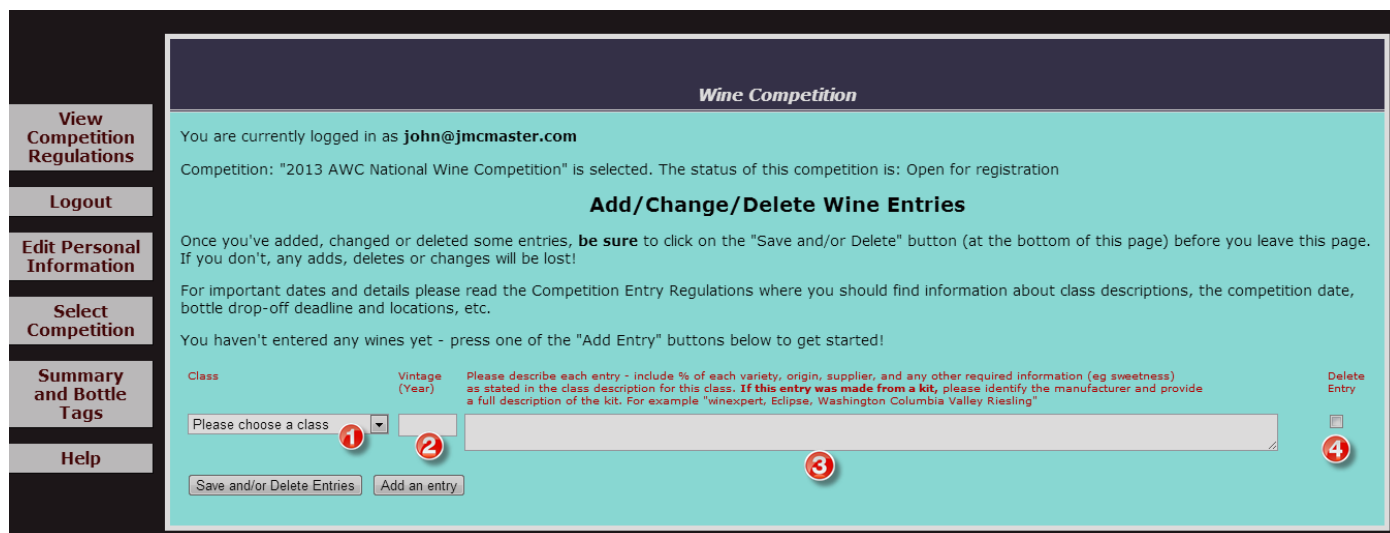 Wine Competition
View
Competition
Regulations
Logout
Edit Personal
Information
Select
Competition
Summary
and Bottle
Tags
Help
You are currently logged in as john@jmcmaster.com
Competition: "2013 AWC National Wine Competition" is selected. The status of this competition is: Open for registration
Add/Change/Delete Wine Entries
Once you've added, changed or deleted some entries, be sure to click on the "Save and/or Delete" button (at the bottom of this page) before you leave this page.
If you don't, any adds, deletes or changes will be lost!
For important dates and details please read the Competition Entry Regulations where you should find information about class descriptions, the competition date,
bottle drop-off deadline and locations, etc.
You haven't entered any wines yet - press one of the "Add Entry" buttons below to get started!
Class
Vintage
(Year)
Please describe each entry - include % of each variety, origin, supplier, and any other required information (eg sweetness)
as stated in the class description for this class. If this entry was made from a kit, please identify the manufacturer and provide
a full description of the kit. For example "winexpert, Eclipse, Washington Columbia Valley Riesling"
Delete
Entry
Please choose a class
1
2
3
4
Save and/or Delete Entries
Add an entry